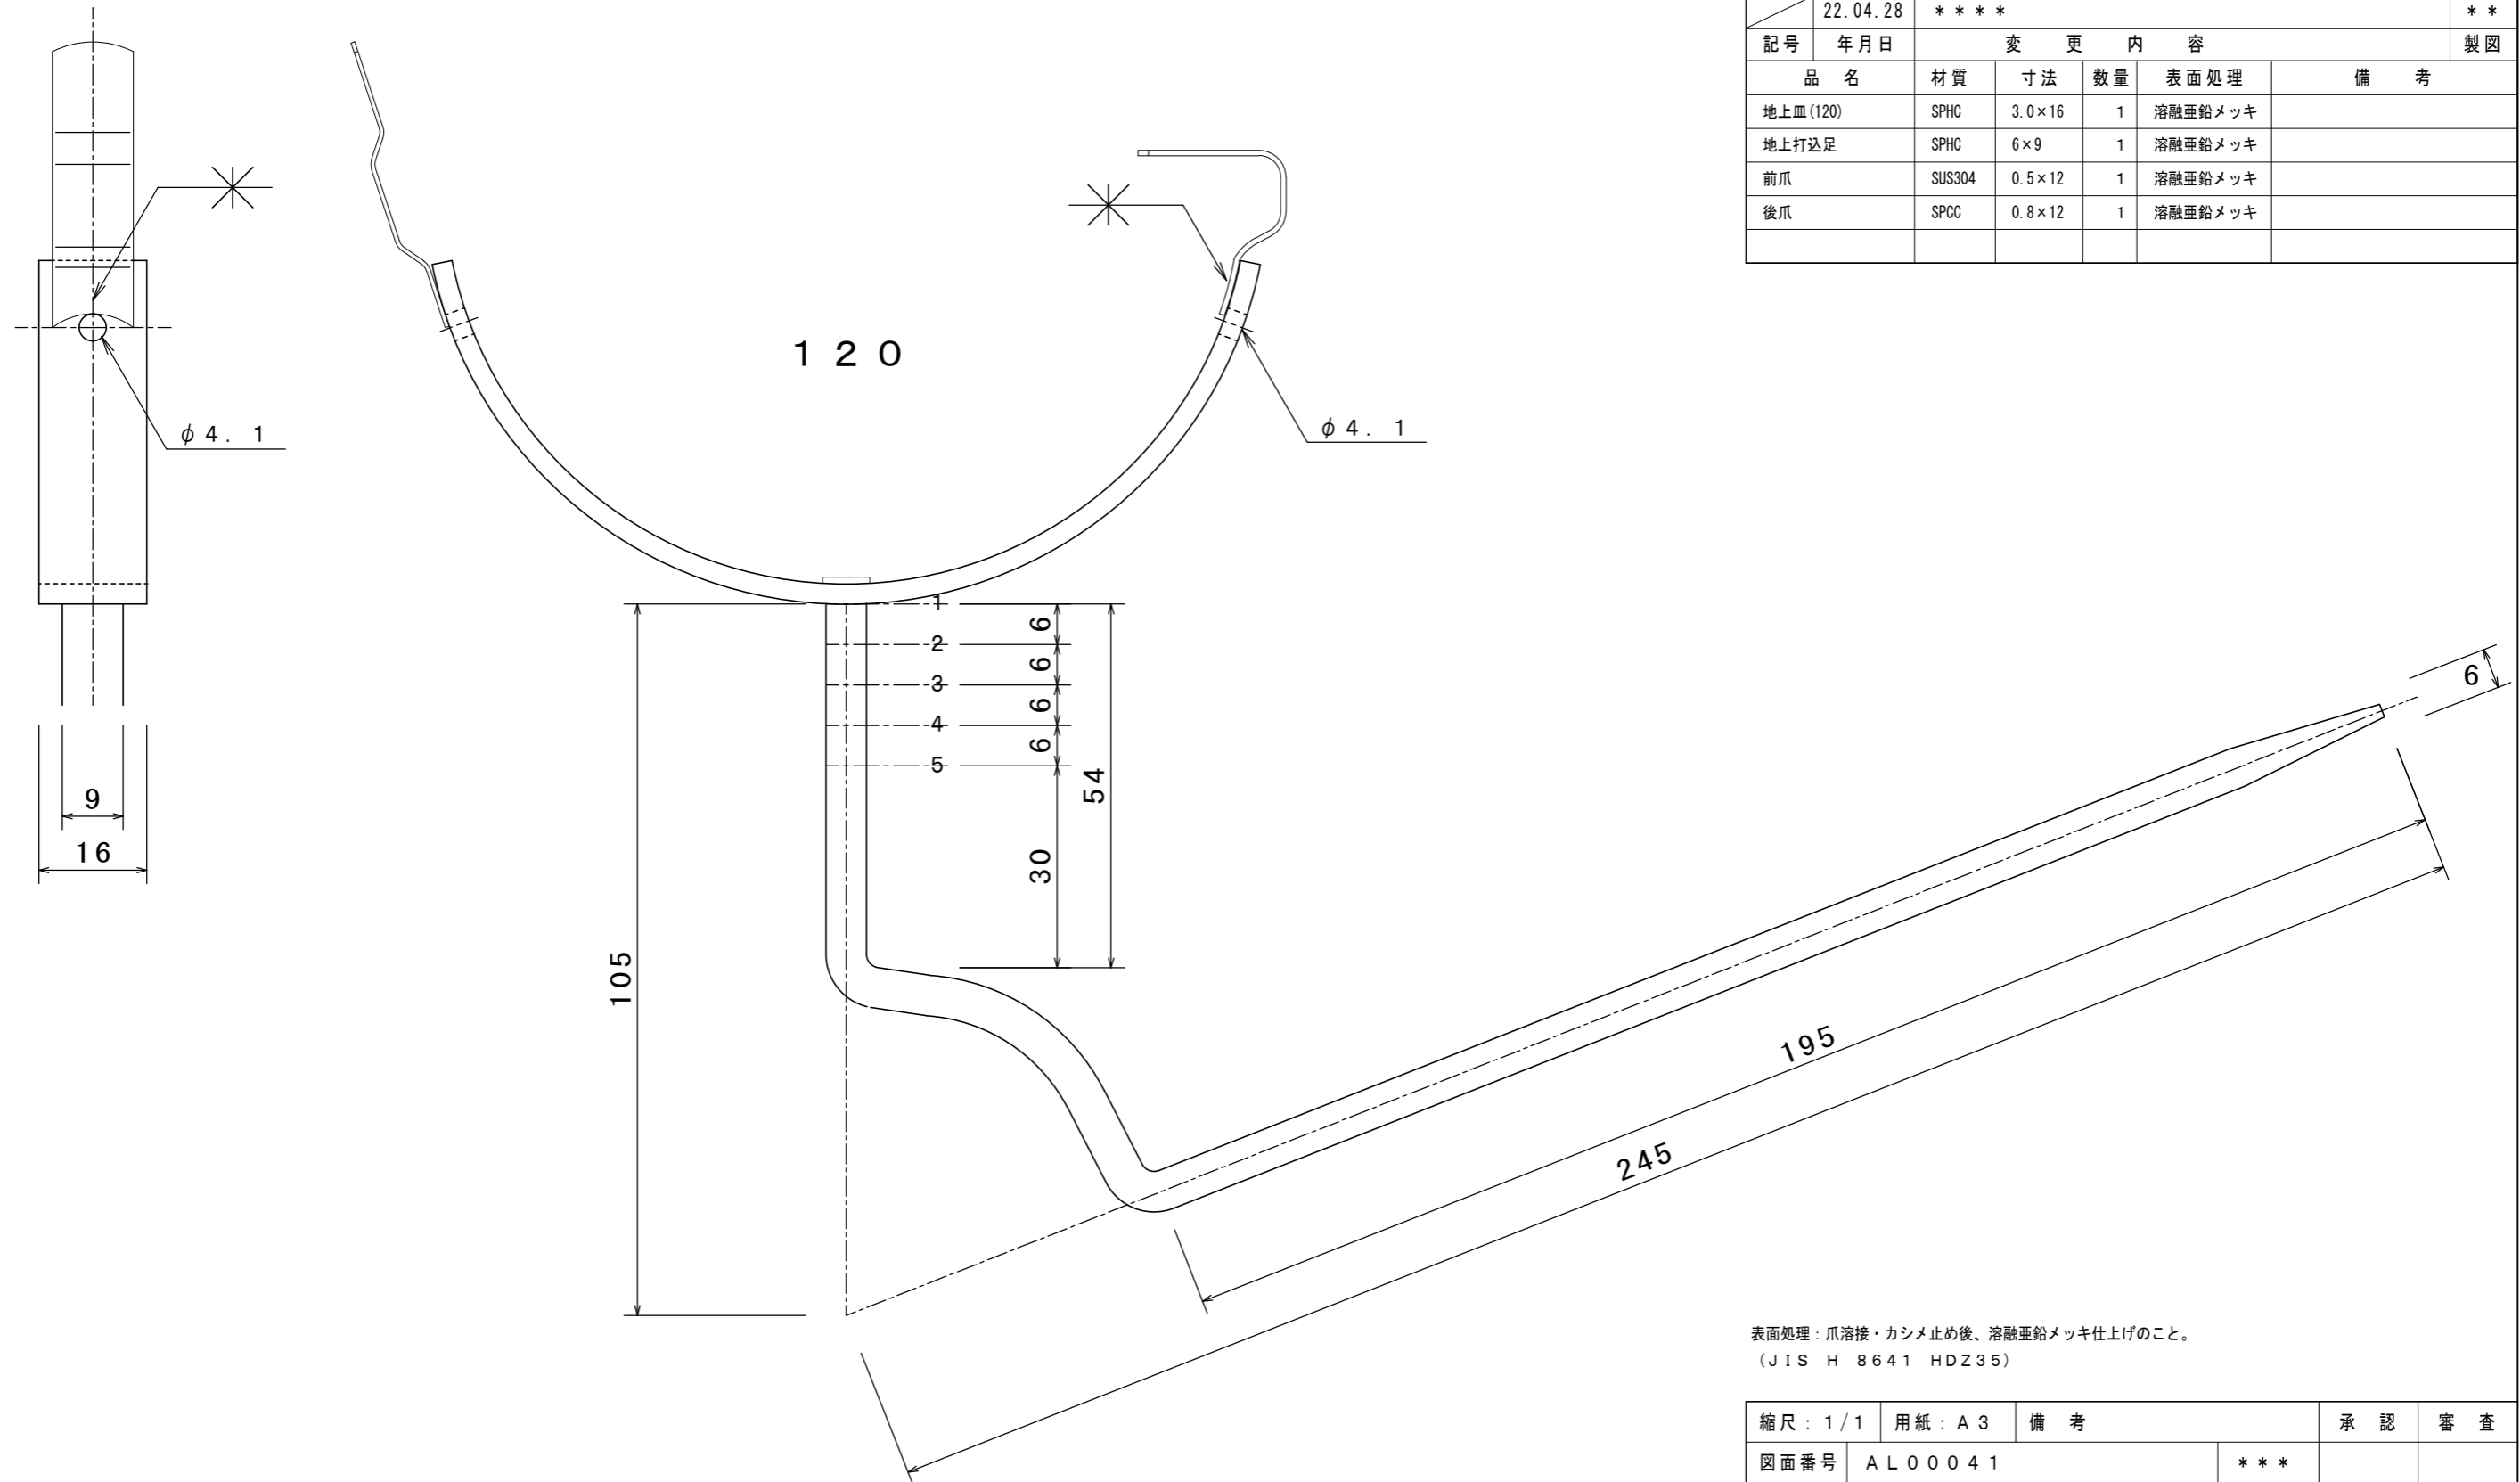 22.04.28 ＊＊＊＊ ＊＊
記号 年月日 変更内容 製図
品名 材質 寸法 数量 表面処理 備考
地上皿(120) SPHC 3.0×16 1 溶融亜鉛メッキ
地上打込足 SPHC 6×9 1 溶融亜鉛メッキ
前爪 SUS304 0.5×12 1 溶融亜鉛メッキ
後爪 SPCC 0.8×12 1 溶融亜鉛メッキ
120
φ4.1
φ4.1
1
6
2
6
3
6
4
6
5
54
30
105
9
16
6
195
245
表面処理：爪溶接・カシメ止め後、溶融亜鉛メッキ仕上げのこと。
（JIS H 8641 HDZ35）
縮尺：1/1 用紙：A3 備考 承認 審査
図面番号 AL00041 ＊＊＊